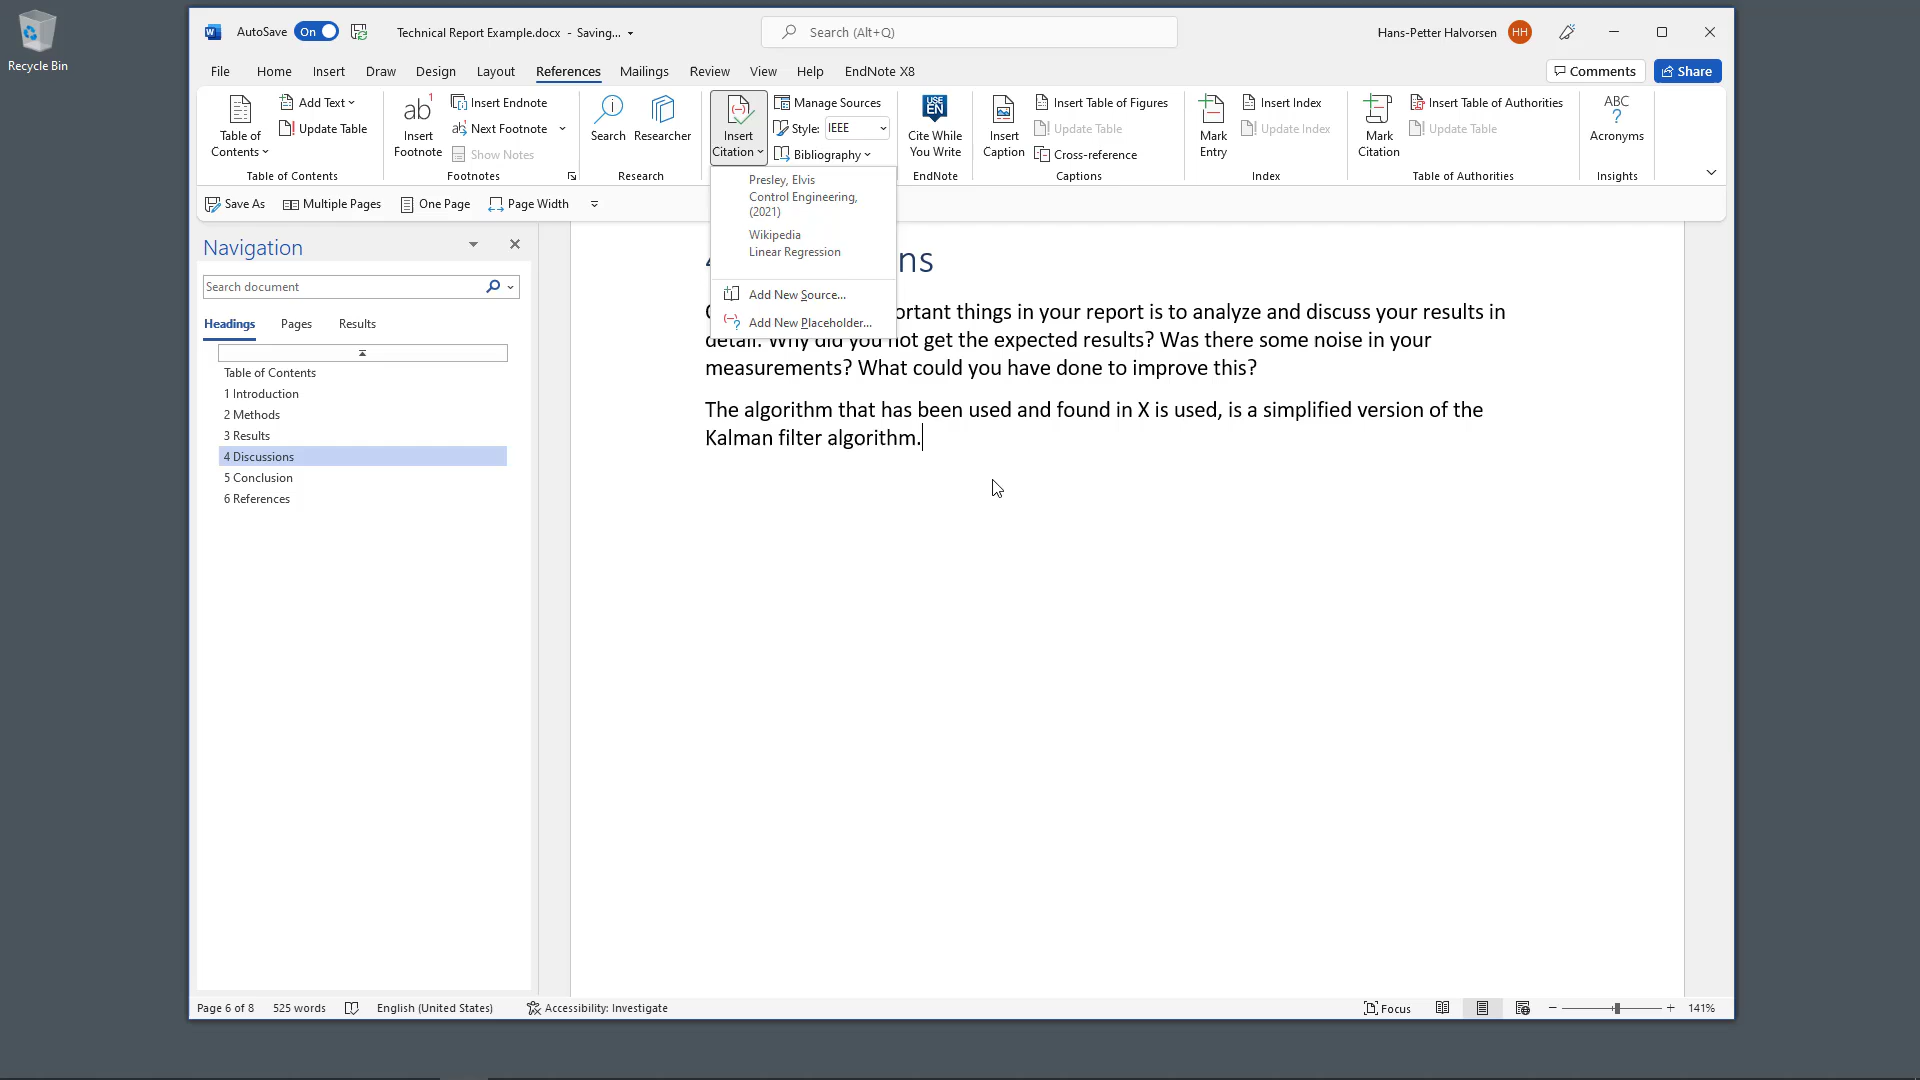 Recycle Bin
AutoSave On Technical Report Example.docx - Saving...
Search (Alt+Q)
Hans-Petter Halvorsen HH
File Home Insert Draw Design Layout References Mailings Review View Help EndNote X8
Comments Share
Table of Contents
Add Text
Update Table
Table of Contents
ab1
Insert Footnote
Insert Endnote
Next Footnote
Show Notes
Footnotes
Search
Researcher
Research
Insert Citation
Manage Sources
Style: IEEE
Bibliography
USE EN
Cite While You Write
EndNote
Insert Caption
Insert Table of Figures
Update Table
Cross-reference
Captions
Mark Entry
Insert Index
Update Index
Index
Mark Citation
Insert Table of Authorities
Update Table
Table of Authorities
ABC
?
Acronyms
Insights
Save As Multiple Pages One Page Page Width
Presley, Elvis
Control Engineering,
(2021)
Wikipedia
Linear Regression
Add New Source...
Add New Placeholder...
Navigation
Search document
Headings Pages Results
Table of Contents
1 Introduction
2 Methods
3 Results
4 Discussions
5 Conclusion
6 References
ns
ortant things in your report is to analyze and discuss your results in
detail. Why did you not get the expected results? Was there some noise in your
measurements? What could you have done to improve this?
The algorithm that has been used and found in X is used, is a simplified version of the
Kalman filter algorithm.
Page 6 of 8 525 words English (United States) Accessibility: Investigate
Focus 141%